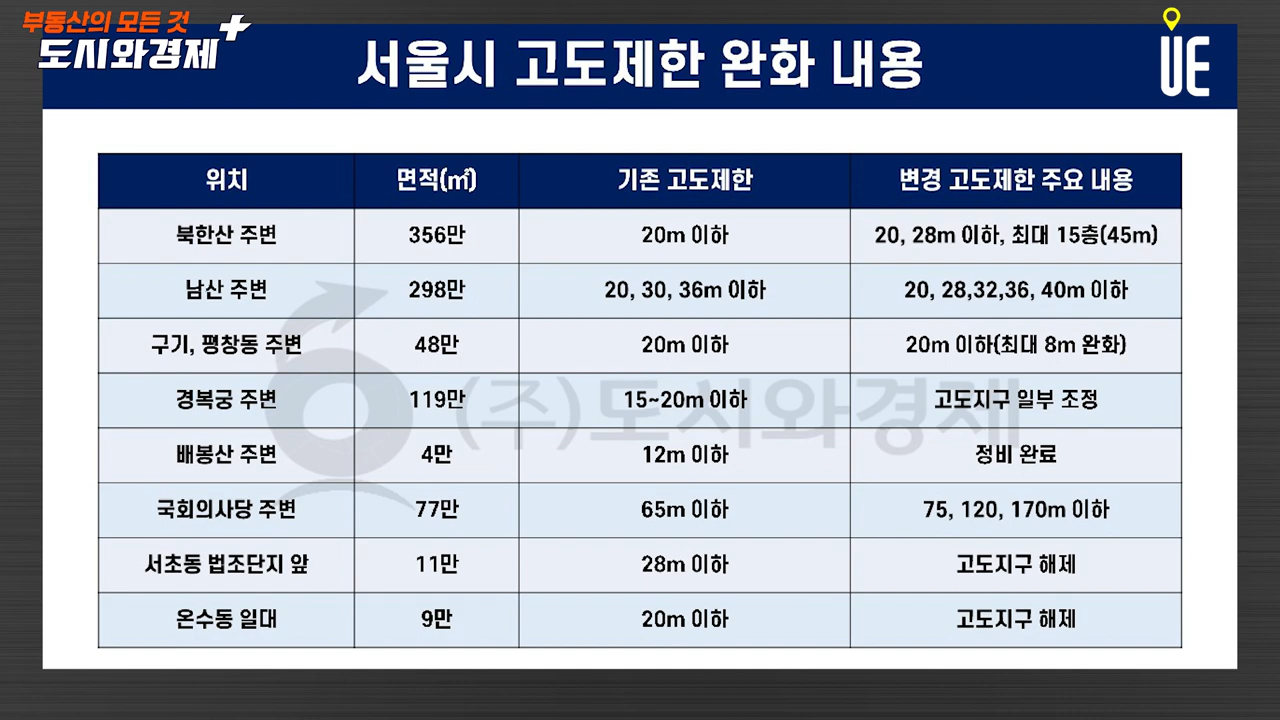 부동산의 모든 것
도시와경제+
서울시 고도제한 완화 내용
UE
위치 면적(㎡) 기존 고도제한 변경 고도제한 주요 내용
북한산 주변 356만 20m 이하 20, 28m 이하, 최대 15층(45m)
남산 주변 298만 20, 30, 36m 이하 20, 28,32,36, 40m 이하
구기, 평창동 주변 48만 20m 이하 20m 이하(최대 8m 완화)
경복궁 주변 119만 15~20m 이하 고도지구 일부 조정
배봉산 주변 4만 12m 이하 정비 완료
국회의사당 주변 77만 65m 이하 75, 120, 170m 이하
서초동 법조단지 앞 11만 28m 이하 고도지구 해제
온수동 일대 9만 20m 이하 고도지구 해제
(주)도시와경제